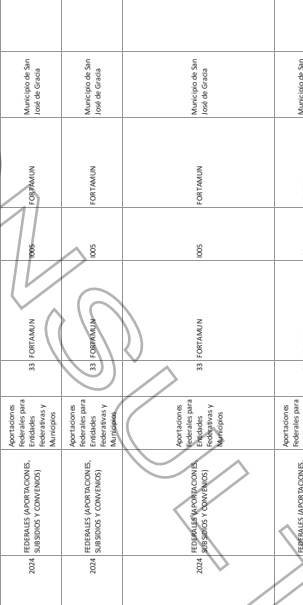 2024
FEDERALES (APORTACIONES,
SUBSIDIOS Y CONVENIOS)
Aportaciones
Federales para
Entidades
Federativas y
Municipios
33
FORTAMUN
I005
FORTAMUN
Municipio de San
José de Gracia
2024
FEDERALES (APORTACIONES,
SUBSIDIOS Y CONVENIOS)
Aportaciones
Federales para
Entidades
Federativas y
Municipios
33
FORTAMUN
I005
FORTAMUN
Municipio de San
José de Gracia
2024
FEDERALES (APORTACIONES,
SUBSIDIOS Y CONVENIOS)
Aportaciones
Federales para
Entidades
Federativas y
Municipios
33
FORTAMUN
I005
FORTAMUN
Municipio de San
José de Gracia
FEDERALES (APORTACIONES,
Aportaciones
Federales para
Municipio de San